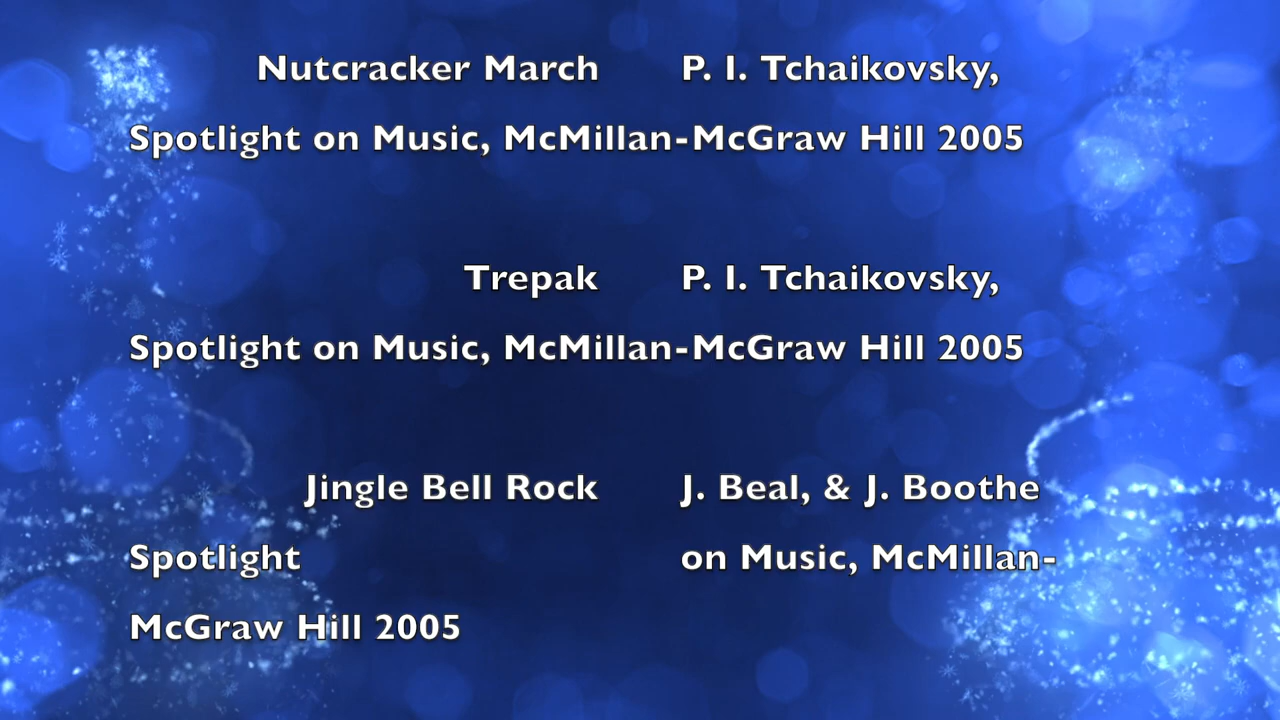 Nutcracker March P. I. Tchaikovsky,
Spotlight on Music, McMillan-McGraw Hill 2005
Trepak P. I. Tchaikovsky,
Spotlight on Music, McMillan-McGraw Hill 2005
Jingle Bell Rock J. Beal, & J. Boothe
Spotlight on Music, McMillan-
McGraw Hill 2005